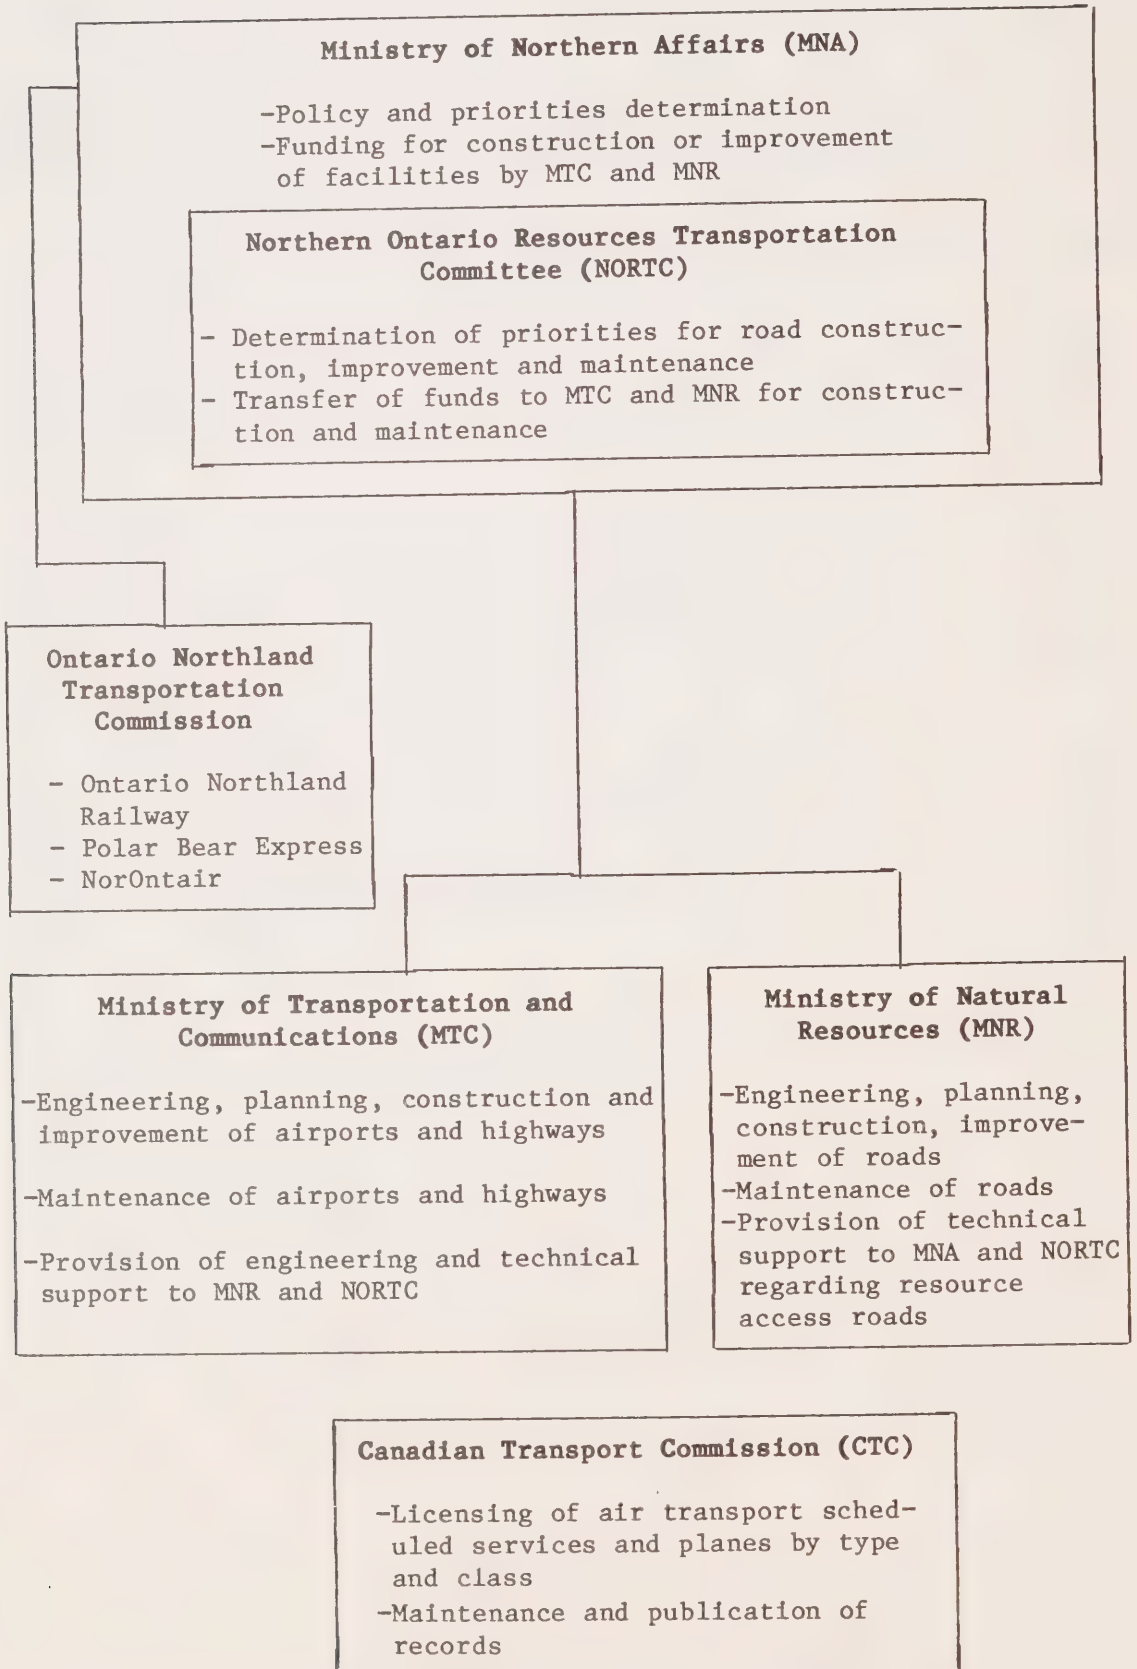 Ministry of Northern Affairs (MNA)
-Policy and priorities determination
-Funding for construction or improvement
of facilities by MTC and MNR
Northern Ontario Resources Transportation
Committee (NORTC)
- Determination of priorities for road construc-
tion, improvement and maintenance
- Transfer of funds to MTC and MNR for construc-
tion and maintenance
Ontario Northland
Transportation
Commission
- Ontario Northland
Railway
- Polar Bear Express
- NorOntair
Ministry of Transportation and
Communications (MTC)
-Engineering, planning, construction and
improvement of airports and highways
-Maintenance of airports and highways
-Provision of engineering and technical
support to MNR and NORTC
Ministry of Natural
Resources (MNR)
-Engineering, planning,
construction, improve-
ment of roads
-Maintenance of roads
-Provision of technical
support to MNA and NORTC
regarding resource
access roads
Canadian Transport Commission (CTC)
-Licensing of air transport sched-
uled services and planes by type
and class
-Maintenance and publication of
records